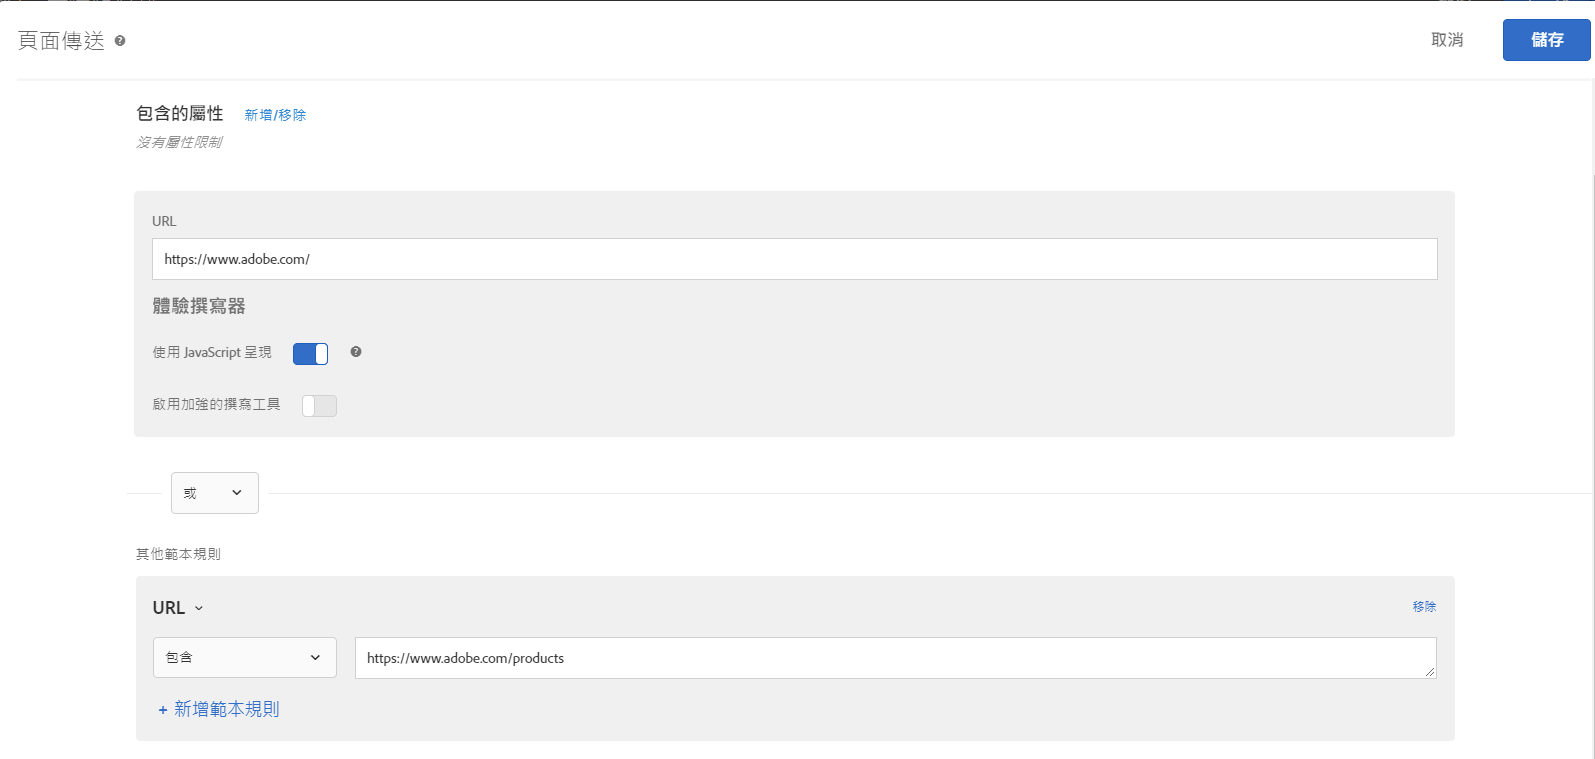 頁面傳送
取消
儲存
包含的屬性 新增/移除
沒有屬性限制
URL
https://www.adobe.com/
體驗撰寫器
使用 JavaScript 呈現
啟用加強的撰寫工具
或
其他範本規則
URL
移除
包含
https://www.adobe.com/products
+ 新增範本規則